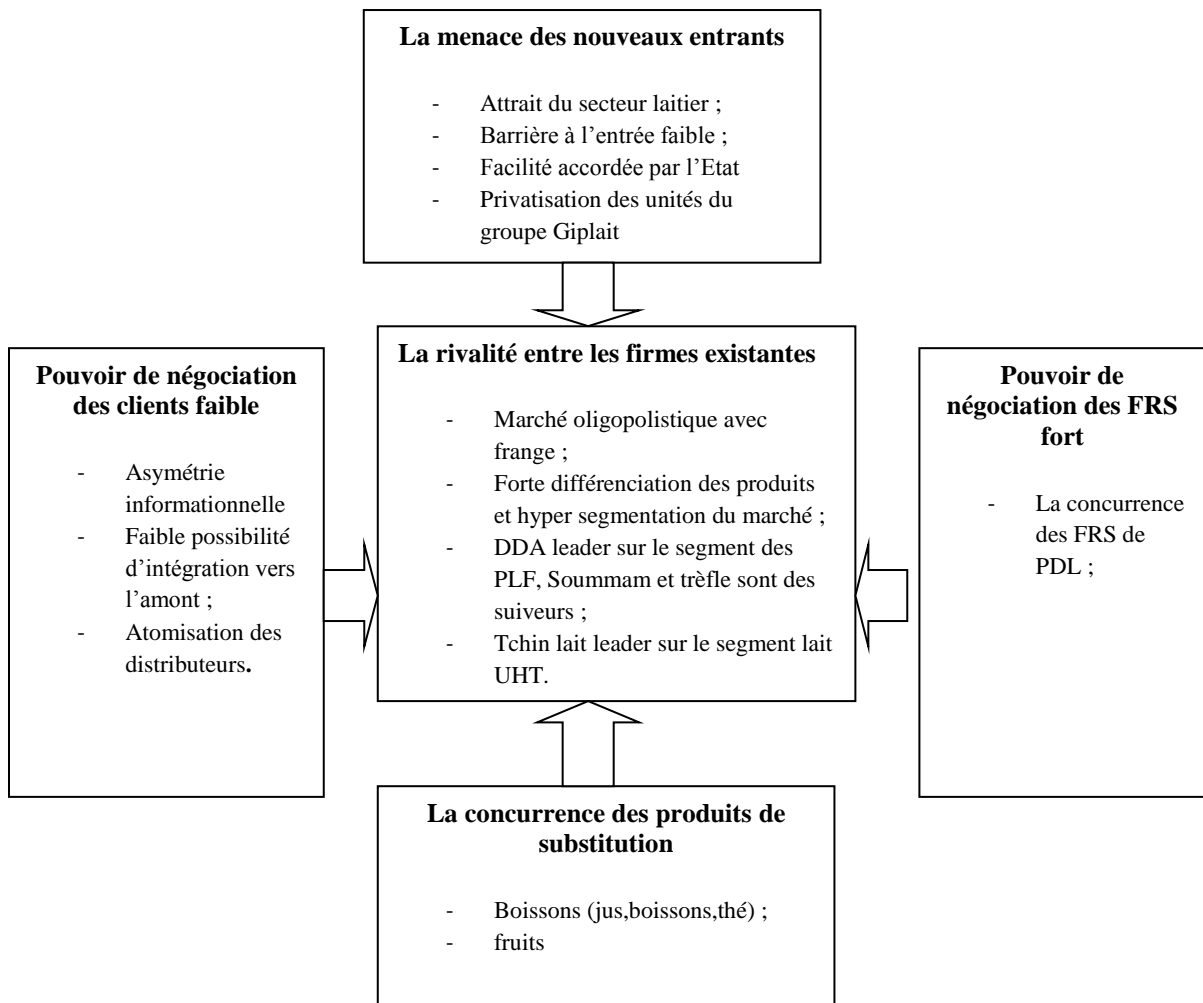 La menace des nouveaux entrants
- Attrait du secteur laitier ;
- Barrière à l’entrée faible ;
- Facilité accordée par l’Etat
- Privatisation des unités du
groupe Giplait
Pouvoir de négociation
des clients faible
- Asymétrie
informationnelle
- Faible possibilité
d’intégration vers
l’amont ;
- Atomisation des
distributeurs.
La rivalité entre les firmes existantes
- Marché oligopolistique avec
frange ;
- Forte différenciation des produits
et hyper segmentation du marché ;
- DDA leader sur le segment des
PLF, Soummam et trèfle sont des
suiveurs ;
- Tchin lait leader sur le segment lait
UHT.
Pouvoir de
négociation des FRS
fort
- La concurrence
des FRS de
PDL ;
La concurrence des produits de
substitution
- Boissons (jus,boissons,thé) ;
- fruits